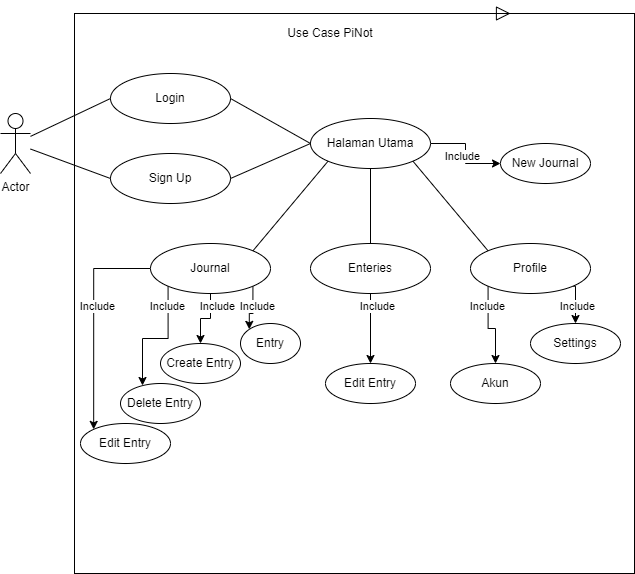 Use Case PiNot
Login
Halaman Utama
Include
New Journal
Sign Up
Actor
Journal
Enteries
Profile
Include
Include
Include
Include
Include
Include
Include
Entry
Settings
Create Entry
Edit Entry
Akun
Delete Entry
Edit Entry